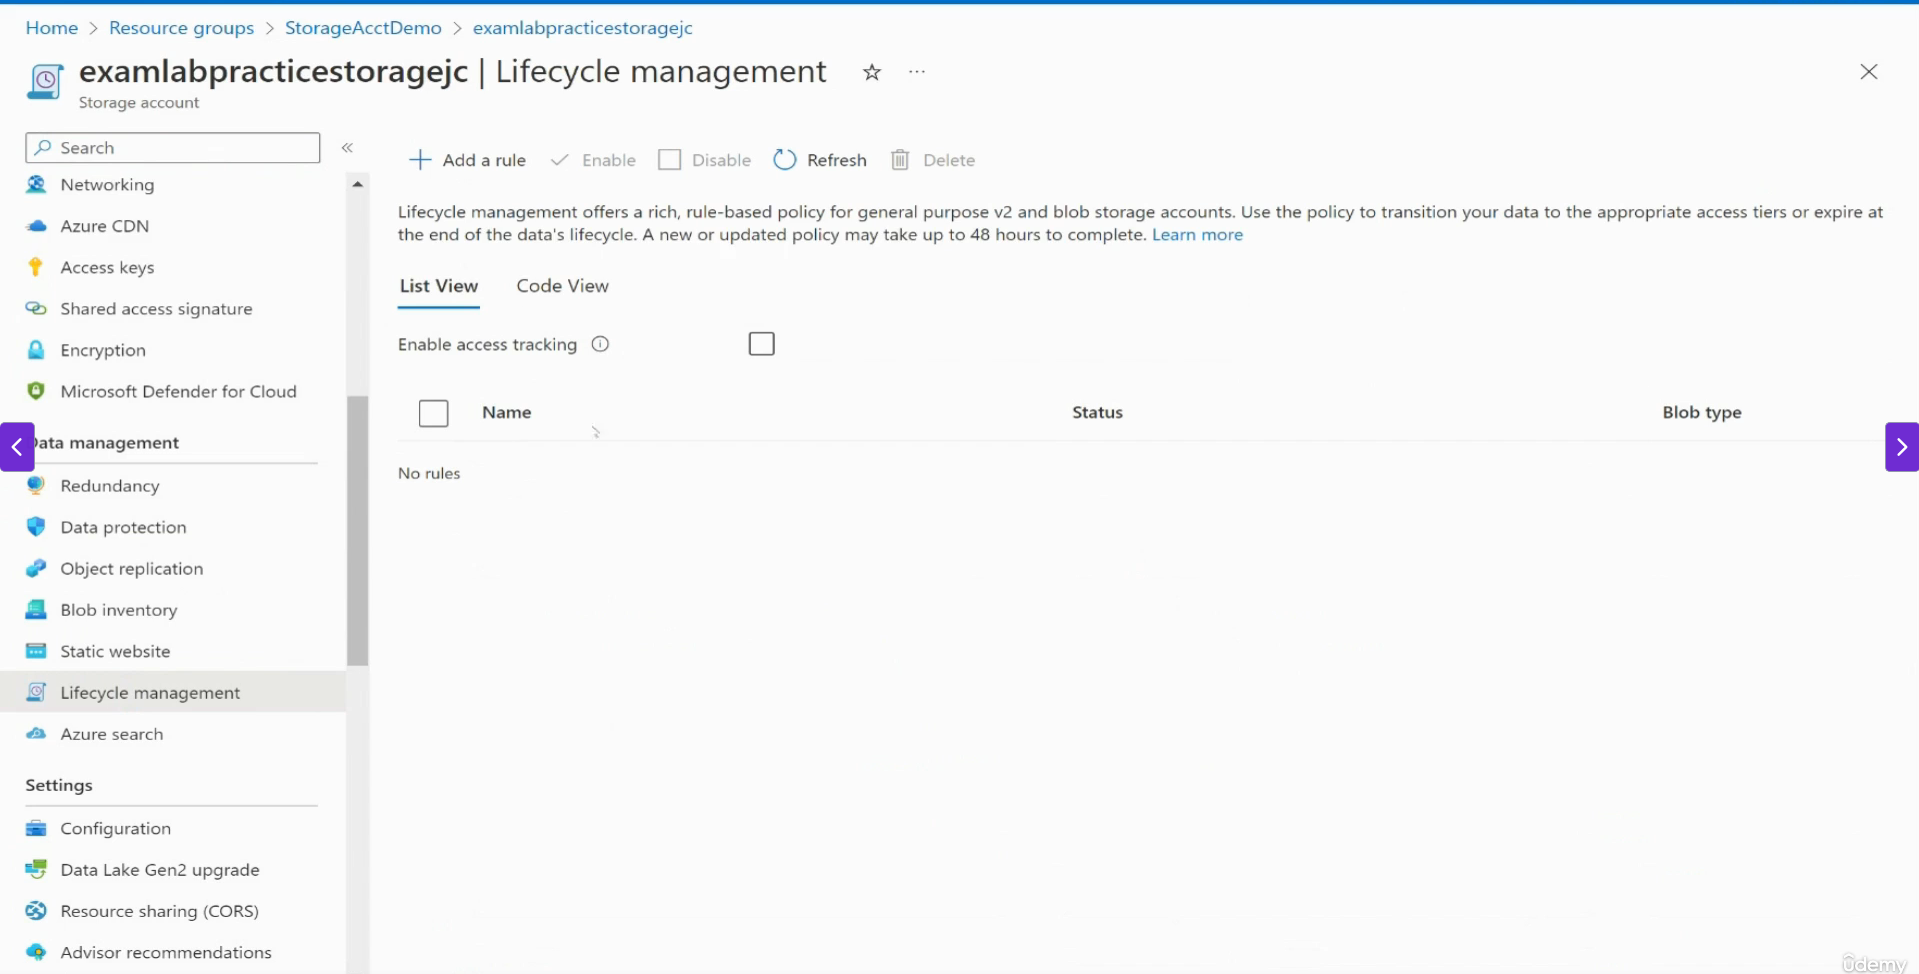 Home > Resource groups > StorageAcctDemo > examlabpracticestoragejc
examlabpracticestoragejc | Lifecycle management
Storage account
Search
Networking
Azure CDN
Access keys
Shared access signature
Encryption
Microsoft Defender for Cloud
Data management
Redundancy
Data protection
Object replication
Blob inventory
Static website
Lifecycle management
Azure search
Settings
Configuration
Data Lake Gen2 upgrade
Resource sharing (CORS)
Advisor recommendations
Add a rule Enable Disable Refresh Delete
Lifecycle management offers a rich, rule-based policy for general purpose v2 and blob storage accounts. Use the policy to transition your data to the appropriate access tiers or expire at
the end of the data's lifecycle. A new or updated policy may take up to 48 hours to complete. Learn more
List View Code View
Enable access tracking
Name Status Blob type
No rules
ûdemy